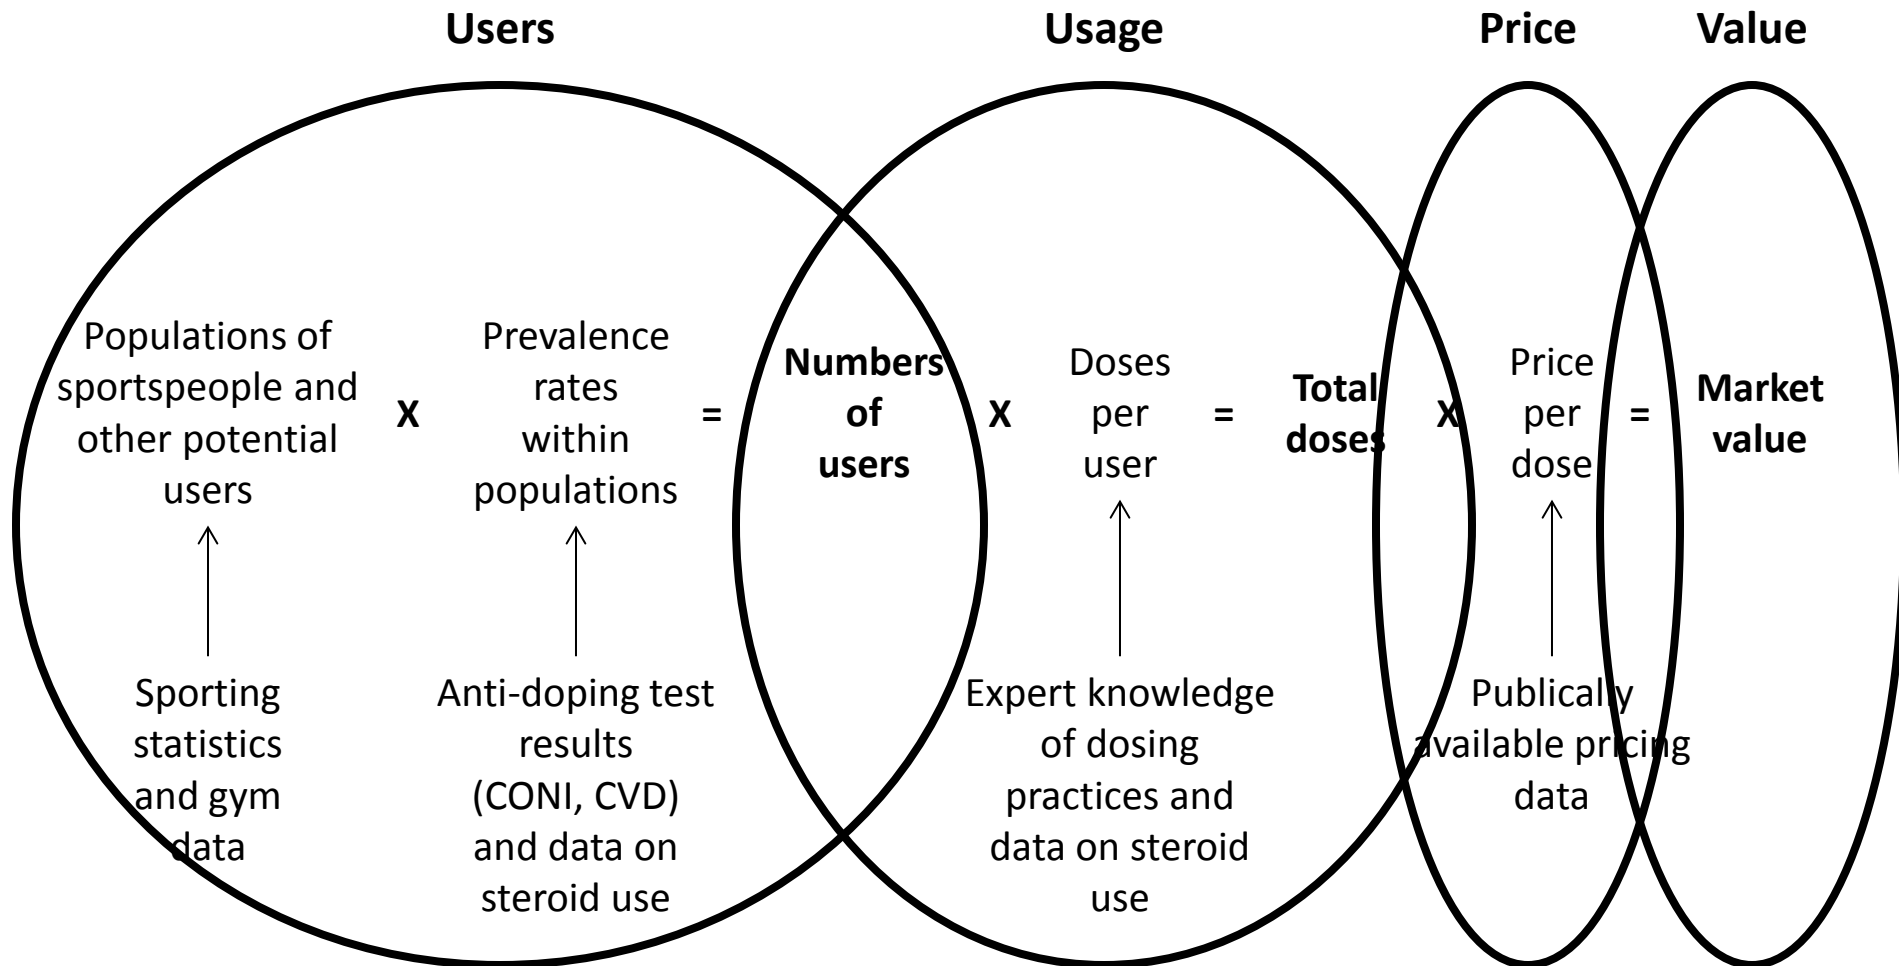 Users
Usage
Price
Value
Populations of
sportspeople and
other potential
users
X
Prevalence
rates
within
populations
=
Numbers
of
users
X
Doses
per
user
=
Total
doses
X
Price
per
dose
=
Market
value
Sporting
statistics
and gym
data
Anti-doping test
results
(CONI, CVD)
and data on
steroid use
Expert knowledge
of dosing
practices and
data on steroid
use
Publically
available pricing
data